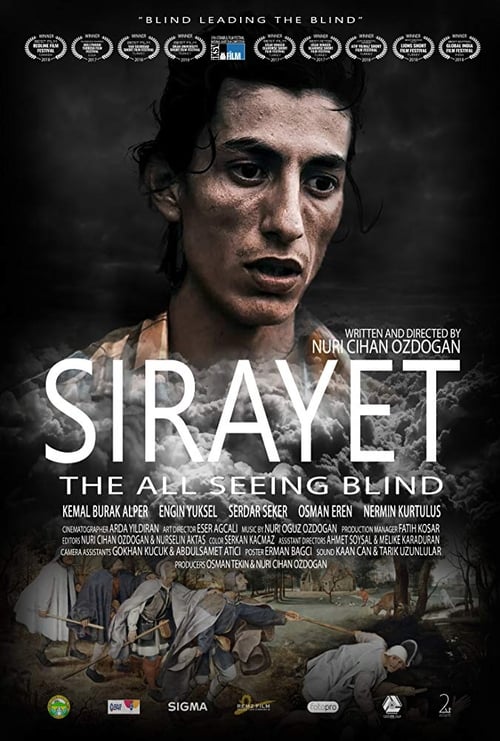 "BLIND LEADING THE BLIND"
WRITTEN AND DIRECTED BY
NURI CIHAN OZDOGAN
SIRAYET
THE ALL SEEING BLIND
KEMAL BURAK ALPER ENGIN YUKSEL SERDAR SEKER OSMAN EREN NERMIN KURTULUS
CINEMATOGRAPHER ARDA YILDIRAN ART DIRECTOR ESER AGCALI MUSIC BY NURI OGUZ OZDOGAN PRODUCTION MANAGER FATIH KOSAR
EDITORS NURI CIHAN OZDOGAN & NURSELIN AKTAS COLOR SERKAN KACMAZ ASSISTANT DIRECTORS AHMET SOYSAL & MELIKE KARADURAN
CAMERA ASSISTANTS GOKHAN KUCUK & ABDULSAMET ATICI POSTER ERMAN BAGCI SOUND KAAN CAN & TARIK UZUNLULAR
PRODUCERS OSMAN TEKIN & NURI CIHAN OZDOGAN
SIGMA
fotopro